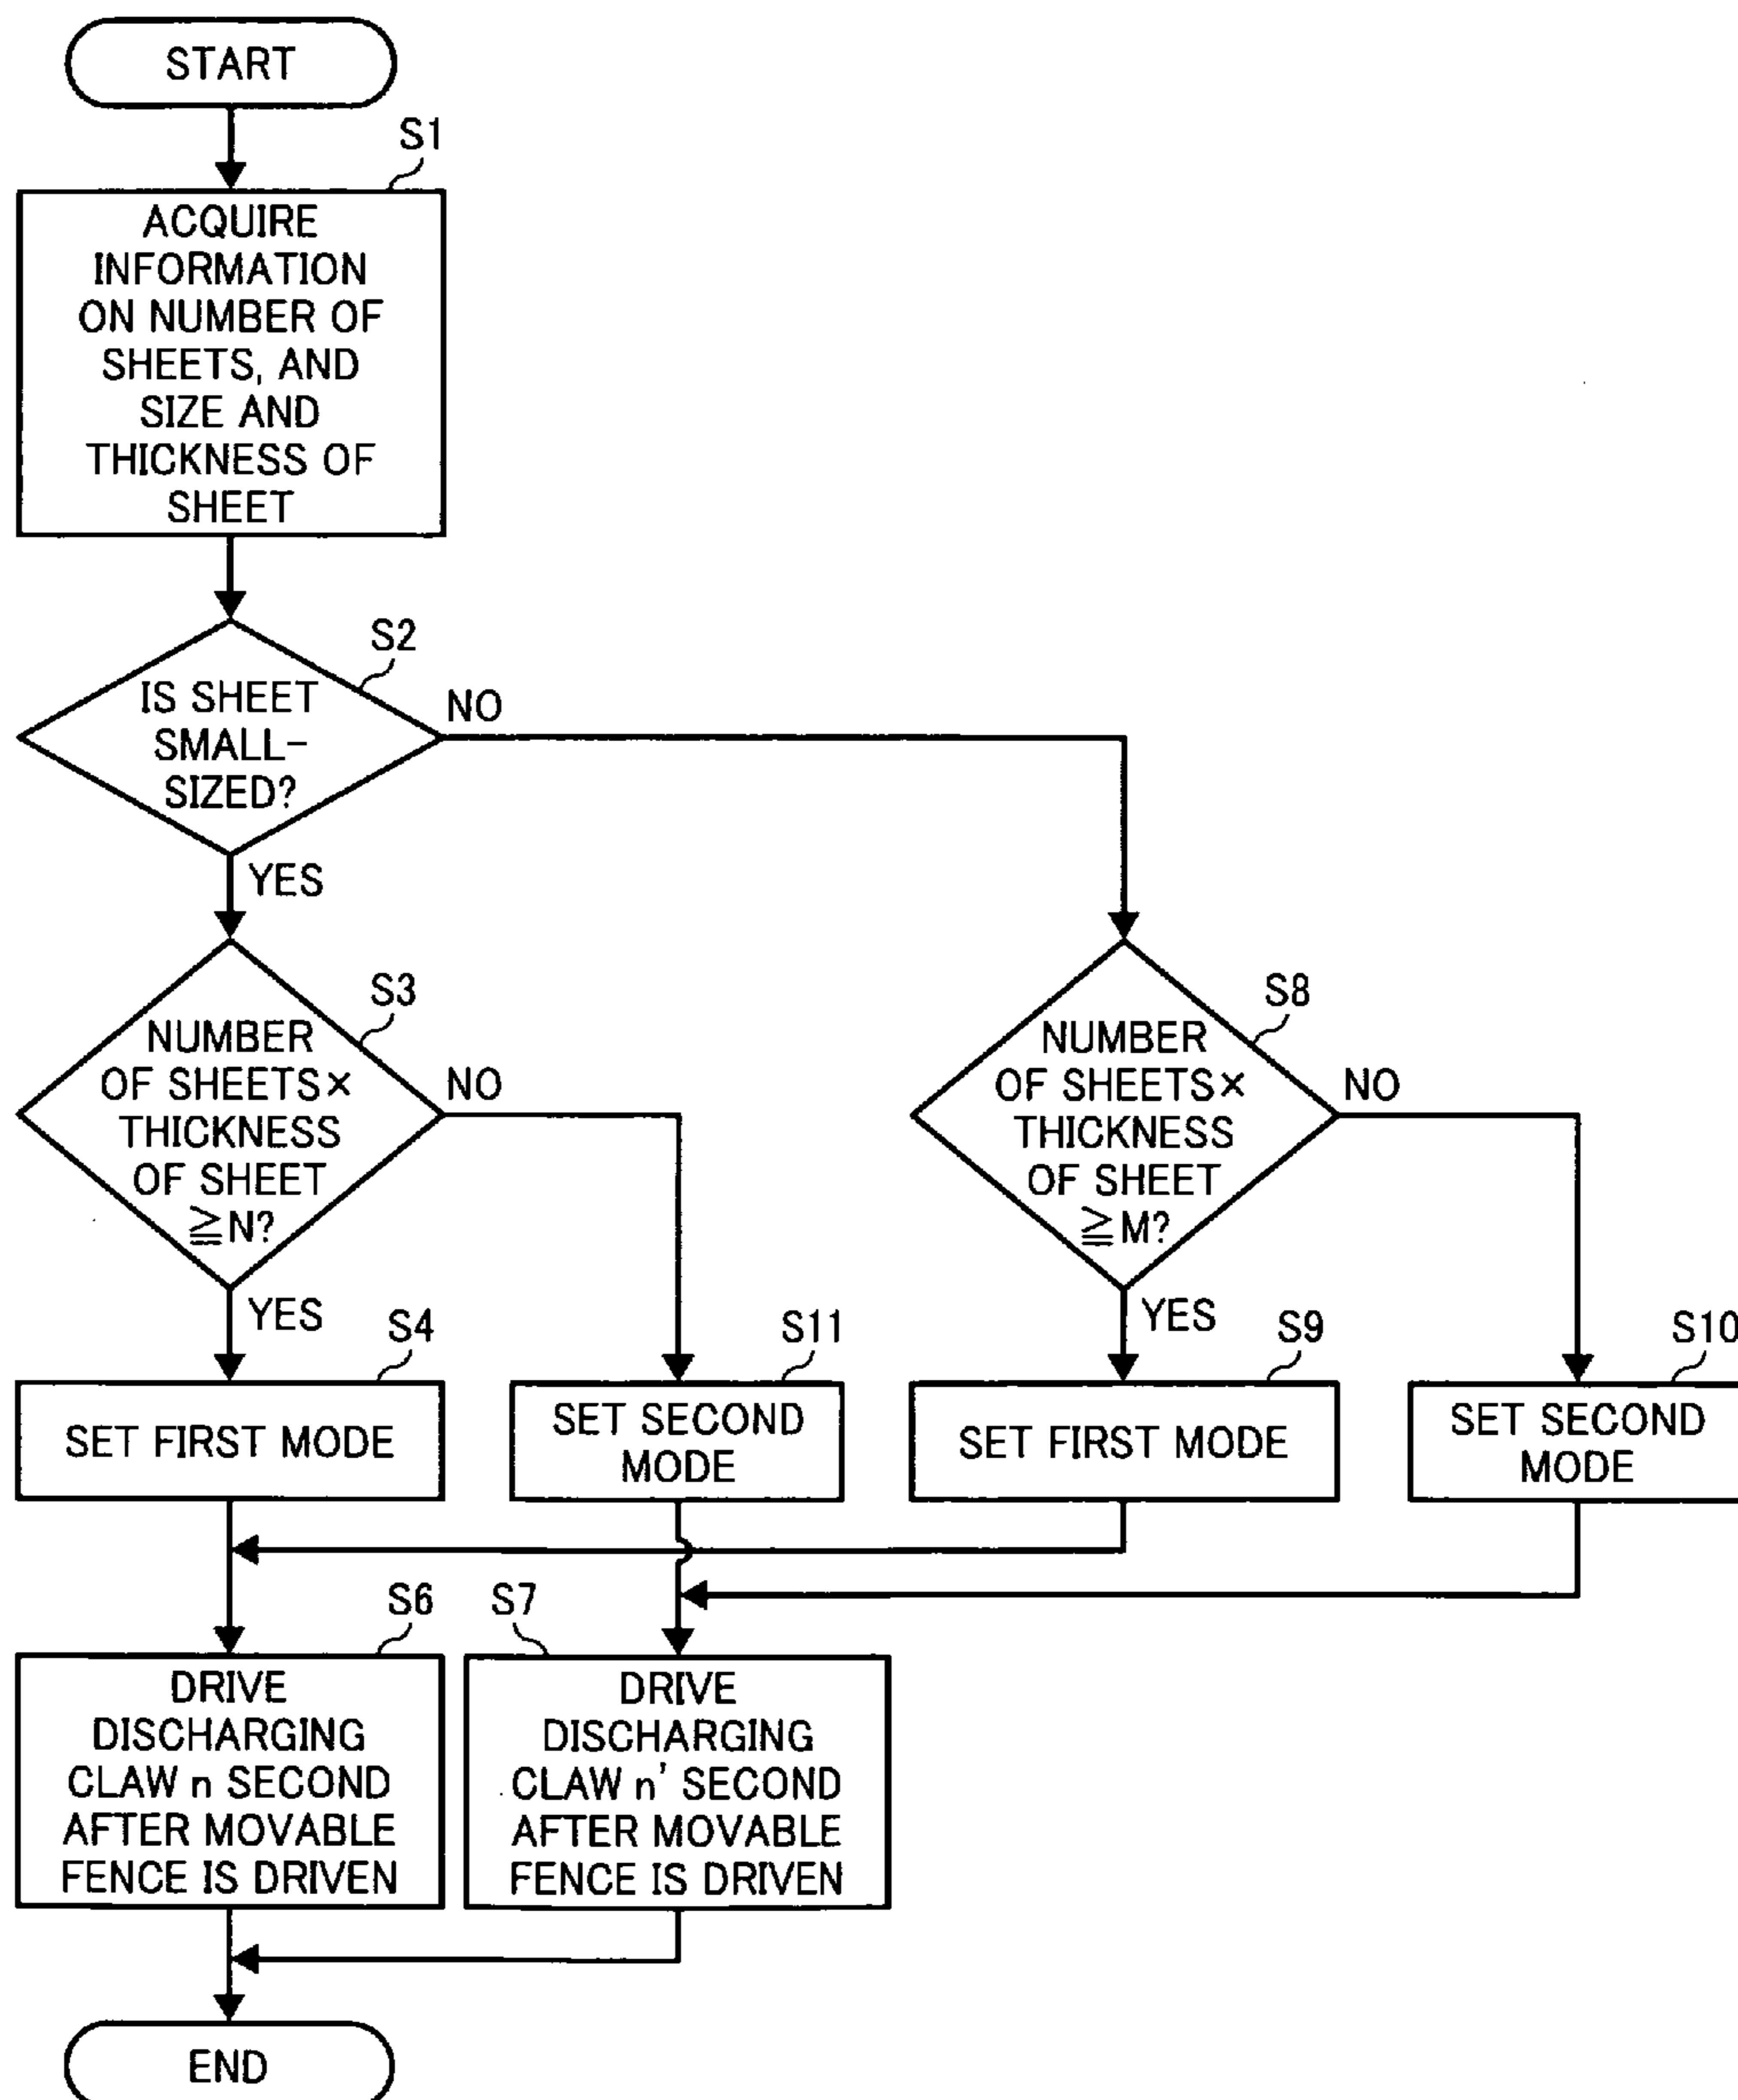 START
S1
ACQUIRE
INFORMATION
ON NUMBER OF
SHEETS, AND
SIZE AND
THICKNESS OF
SHEET
S2
IS SHEET
SMALL-
SIZED?
NO
YES
S3
NUMBER
OF SHEETS×
THICKNESS
OF SHEET
≧N?
NO
YES
S8
NUMBER
OF SHEETS×
THICKNESS
OF SHEET
≧M?
NO
YES
S4
SET FIRST MODE
S11
SET SECOND
MODE
S9
SET FIRST MODE
S10
SET SECOND
MODE
S6
DRIVE
DISCHARGING
CLAW n SECOND
AFTER MOVABLE
FENCE IS DRIVEN
S7
DRIVE
DISCHARGING
CLAW n' SECOND
AFTER MOVABLE
FENCE IS DRIVEN
END